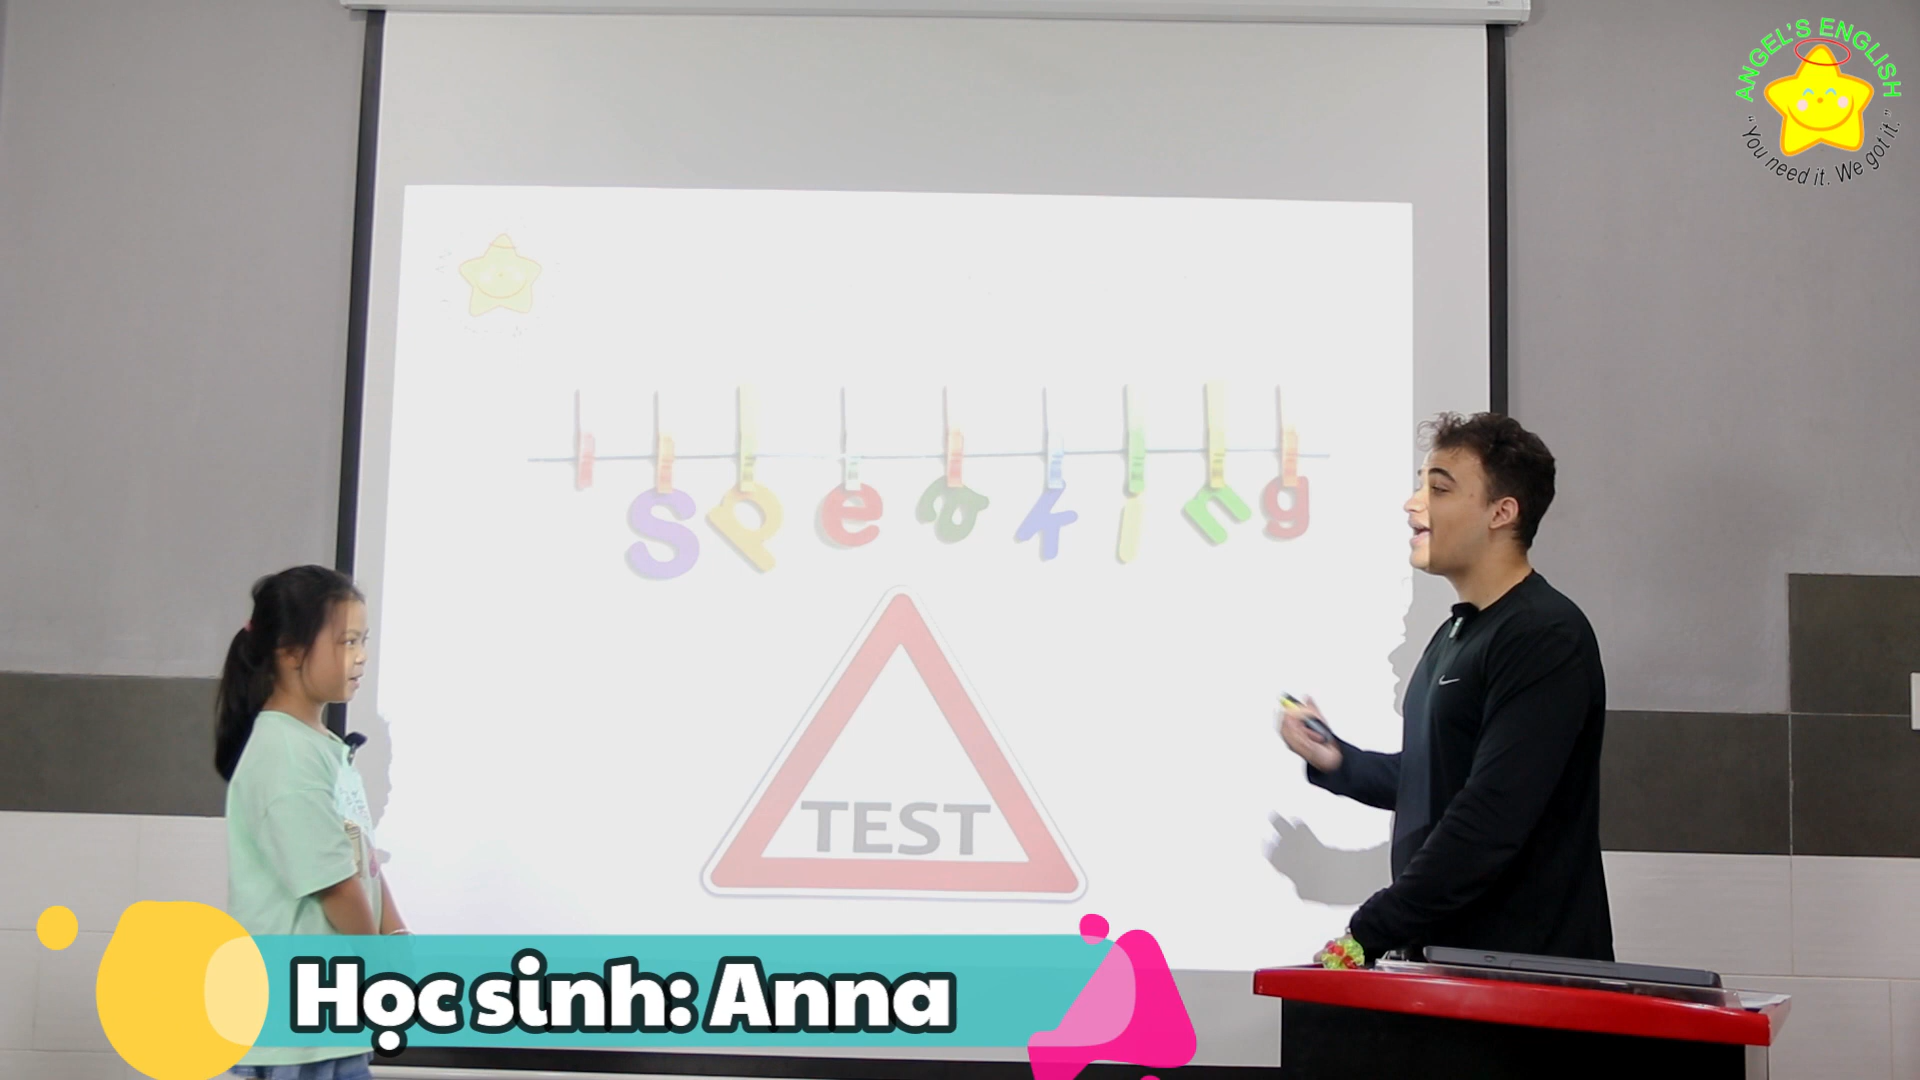 ANGEL'S ENGLISH
"You need it. We got it."
Speaking
TEST
Học sinh: Anna